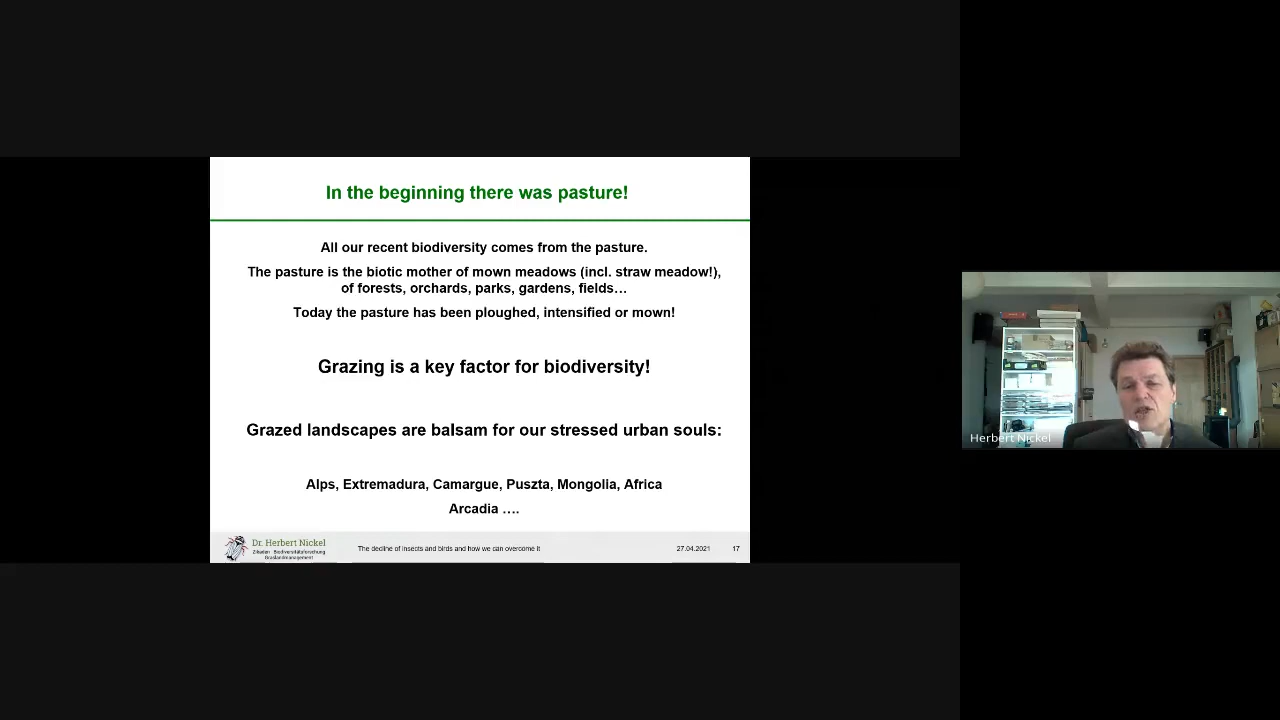 In the beginning there was pasture!
All our recent biodiversity comes from the pasture.
The pasture is the biotic mother of mown meadows (incl. straw meadow!),
of forests, orchards, parks, gardens, fields…
Today the pasture has been ploughed, intensified or mown!
Grazing is a key factor for biodiversity!
Grazed landscapes are balsam for our stressed urban souls:
Alps, Extremadura, Camargue, Puszta, Mongolia, Africa
Arcadia ….
Dr. Herbert Nickel
Zikaden · Biodiversitätsforschung
Graslandmanagement
The decline of insects and birds and how we can overcome it
27.04.2021
17
Herbert Nickel